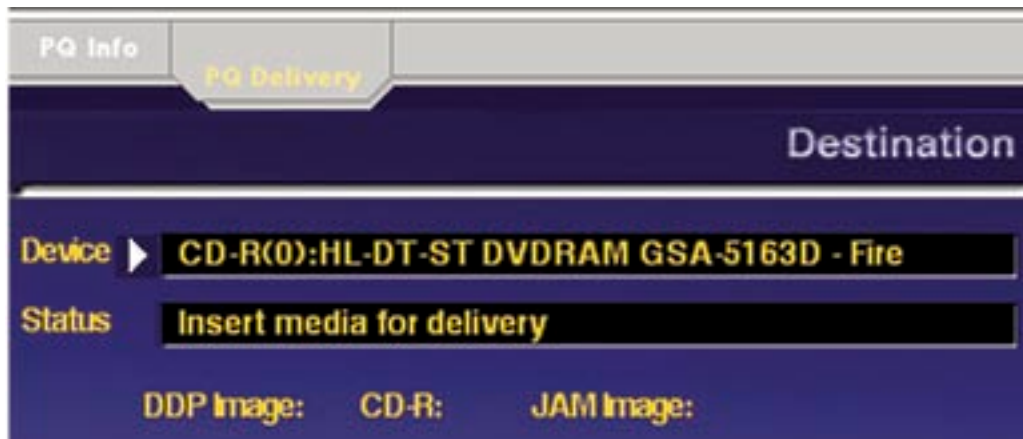 PQ Info
PQ Delivery
Destination
Device CD-R(0):HL-DT-ST DVDRAM GSA-5163D - Fire
Status Insert media for delivery
DDP Image: CD-R: JAM Image: